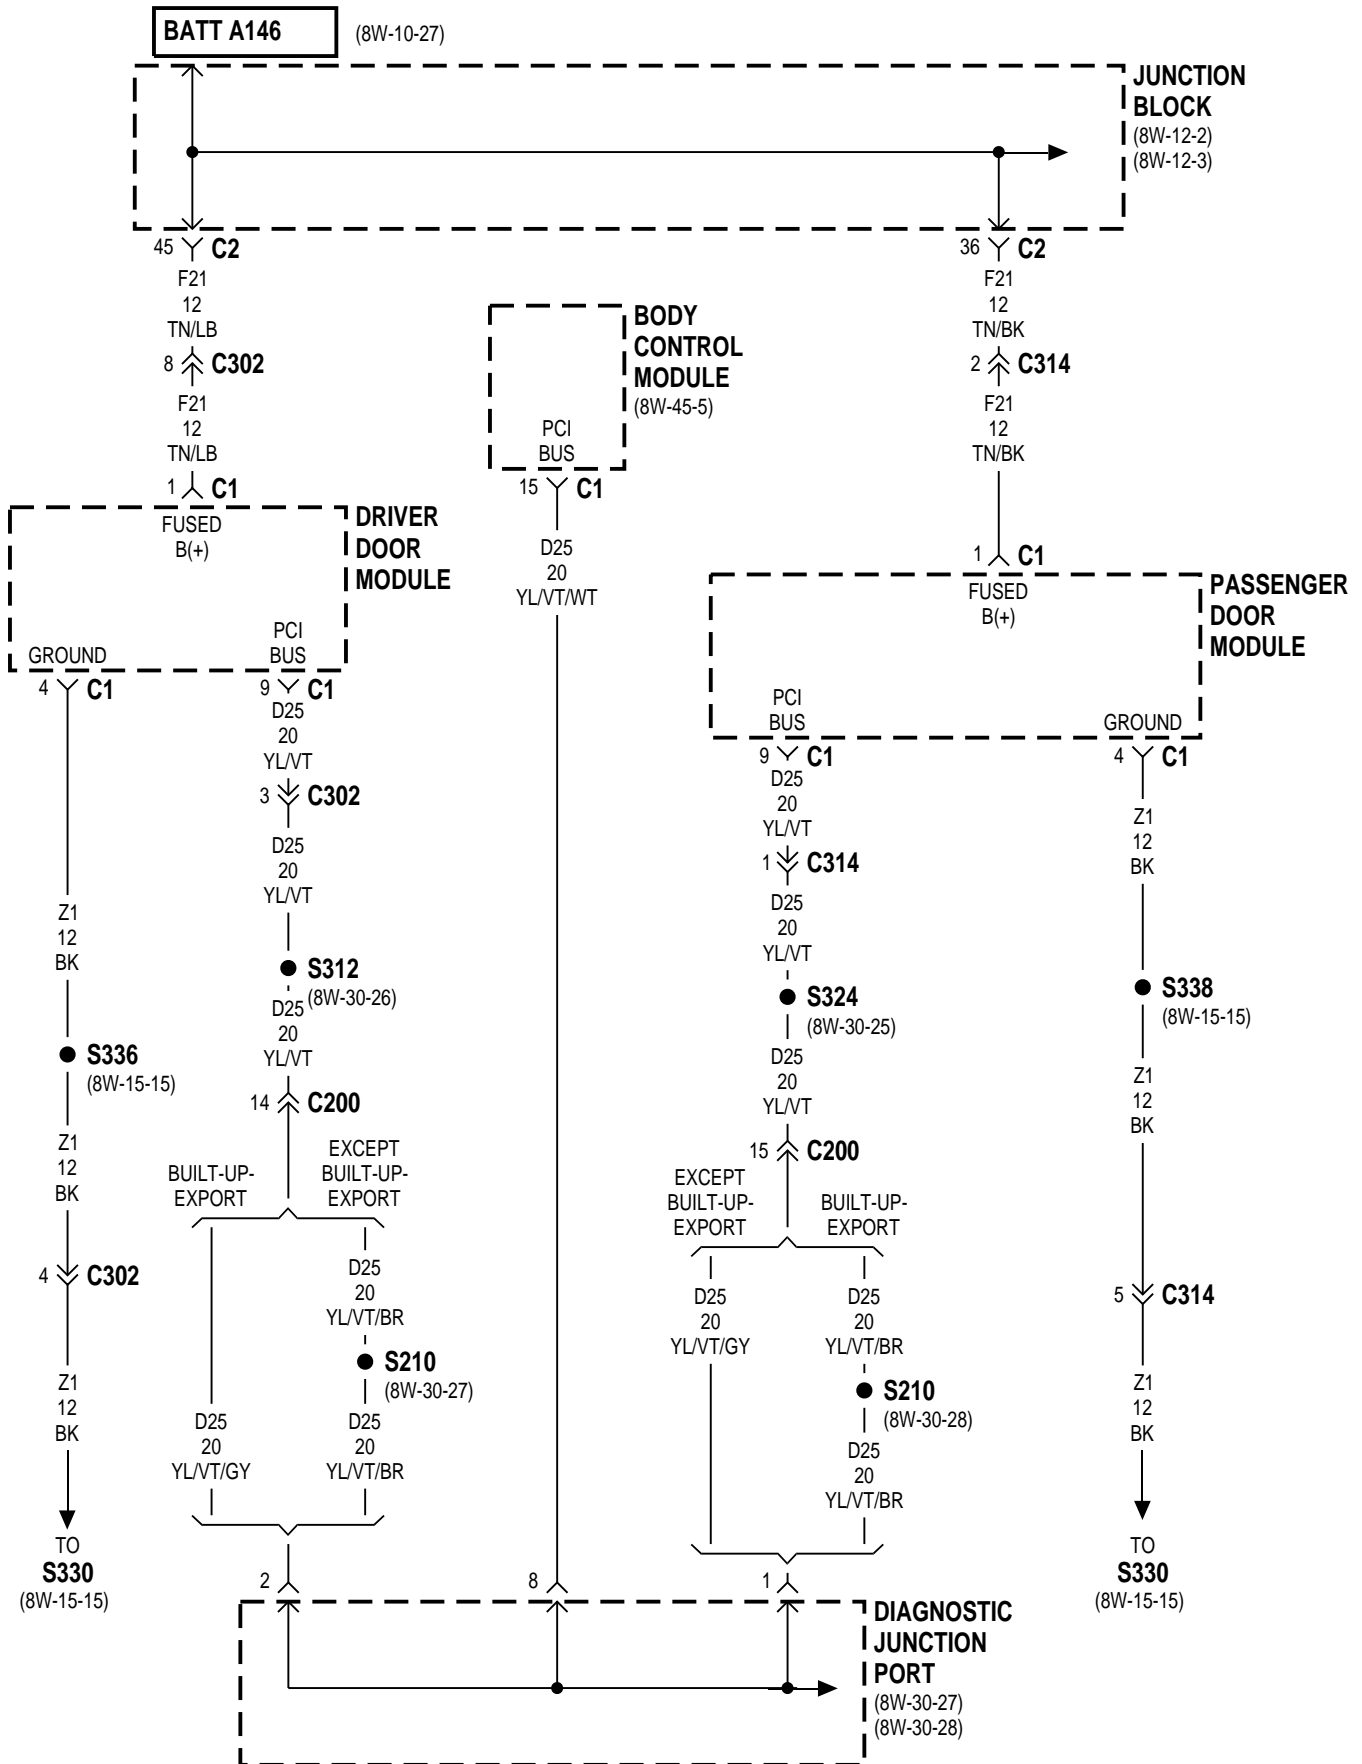 BATT A146
(8W-10-27)
JUNCTION
BLOCK
(8W-12-2)
(8W-12-3)
45 C2
36 C2
F21
12
TN/LB
F21
12
TN/BK
8 C302
2 C314
F21
12
TN/LB
F21
12
TN/BK
BODY
CONTROL
MODULE
(8W-45-5)
PCI
BUS
15 C1
1 C1
FUSED
B(+)
DRIVER
DOOR
MODULE
D25
20
YL/VT/WT
1 C1
FUSED
B(+)
PASSENGER
DOOR
MODULE
GROUND
PCI
BUS
4 C1
9 C1
D25
20
YL/VT
3 C302
D25
20
YL/VT
PCI
BUS
GROUND
9 C1
4 C1
D25
20
YL/VT
Z1
12
BK
1 C314
D25
20
YL/VT
Z1
12
BK
S312
(8W-30-26)
D25
20
YL/VT
S324
(8W-30-25)
S338
(8W-15-15)
S336
(8W-15-15)
D25
20
YL/VT
Z1
12
BK
14 C200
15 C200
Z1
12
BK
BUILT-UP-
EXPORT
EXCEPT
BUILT-UP-
EXPORT
EXCEPT
BUILT-UP-
EXPORT
BUILT-UP-
EXPORT
4 C302
D25
20
YL/VT/BR
D25
20
YL/VT/GY
D25
20
YL/VT/BR
5 C314
S210
(8W-30-27)
S210
(8W-30-28)
Z1
12
BK
D25
20
YL/VT/GY
D25
20
YL/VT/BR
D25
20
YL/VT/BR
Z1
12
BK
TO
S330
(8W-15-15)
TO
S330
(8W-15-15)
2
8
1
DIAGNOSTIC
JUNCTION
PORT
(8W-30-27)
(8W-30-28)